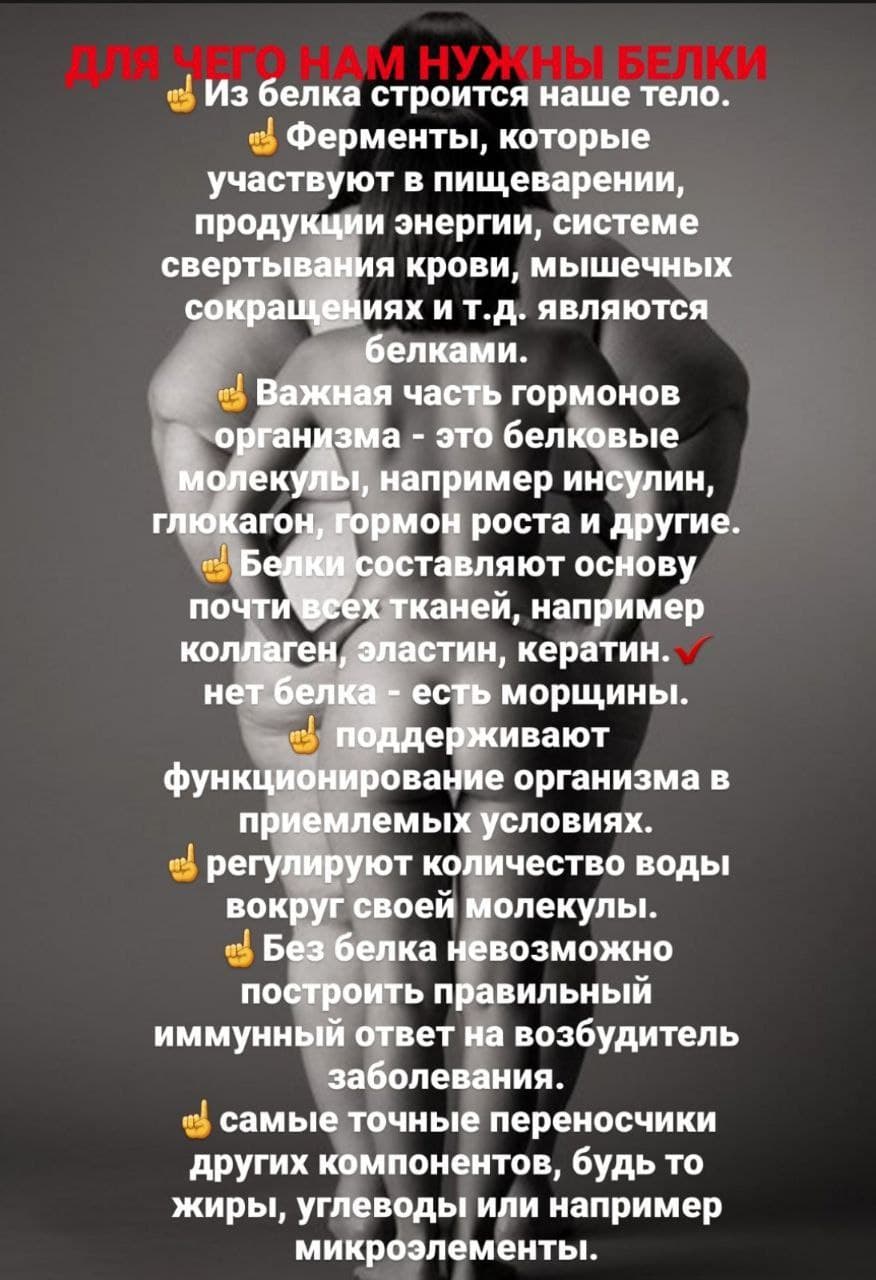 ДЛЯ ЧЕГО НАМ НУЖНЫ БЕЛКИ
☝️Из белка строится наше тело.
☝️Ферменты, которые
участвуют в пищеварении,
продукции энергии, системе
свертывания крови, мышечных
сокращениях и т.д. являются
белками.
☝️Важная часть гормонов
организма - это белковые
молекулы, например инсулин,
глюкагон, гормон роста и другие.
☝️Белки составляют основу
почти всех тканей, например
коллаген, эластин, кератин.✔️
нет белка - есть морщины.
☝️ поддерживают
функционирование организма в
приемлемых условиях.
☝️регулируют количество воды
вокруг своей молекулы.
☝️Без белка невозможно
построить правильный
иммунный ответ на возбудитель
заболевания.
☝️самые точные переносчики
других компонентов, будь то
жиры, углеводы или например
микроэлементы.